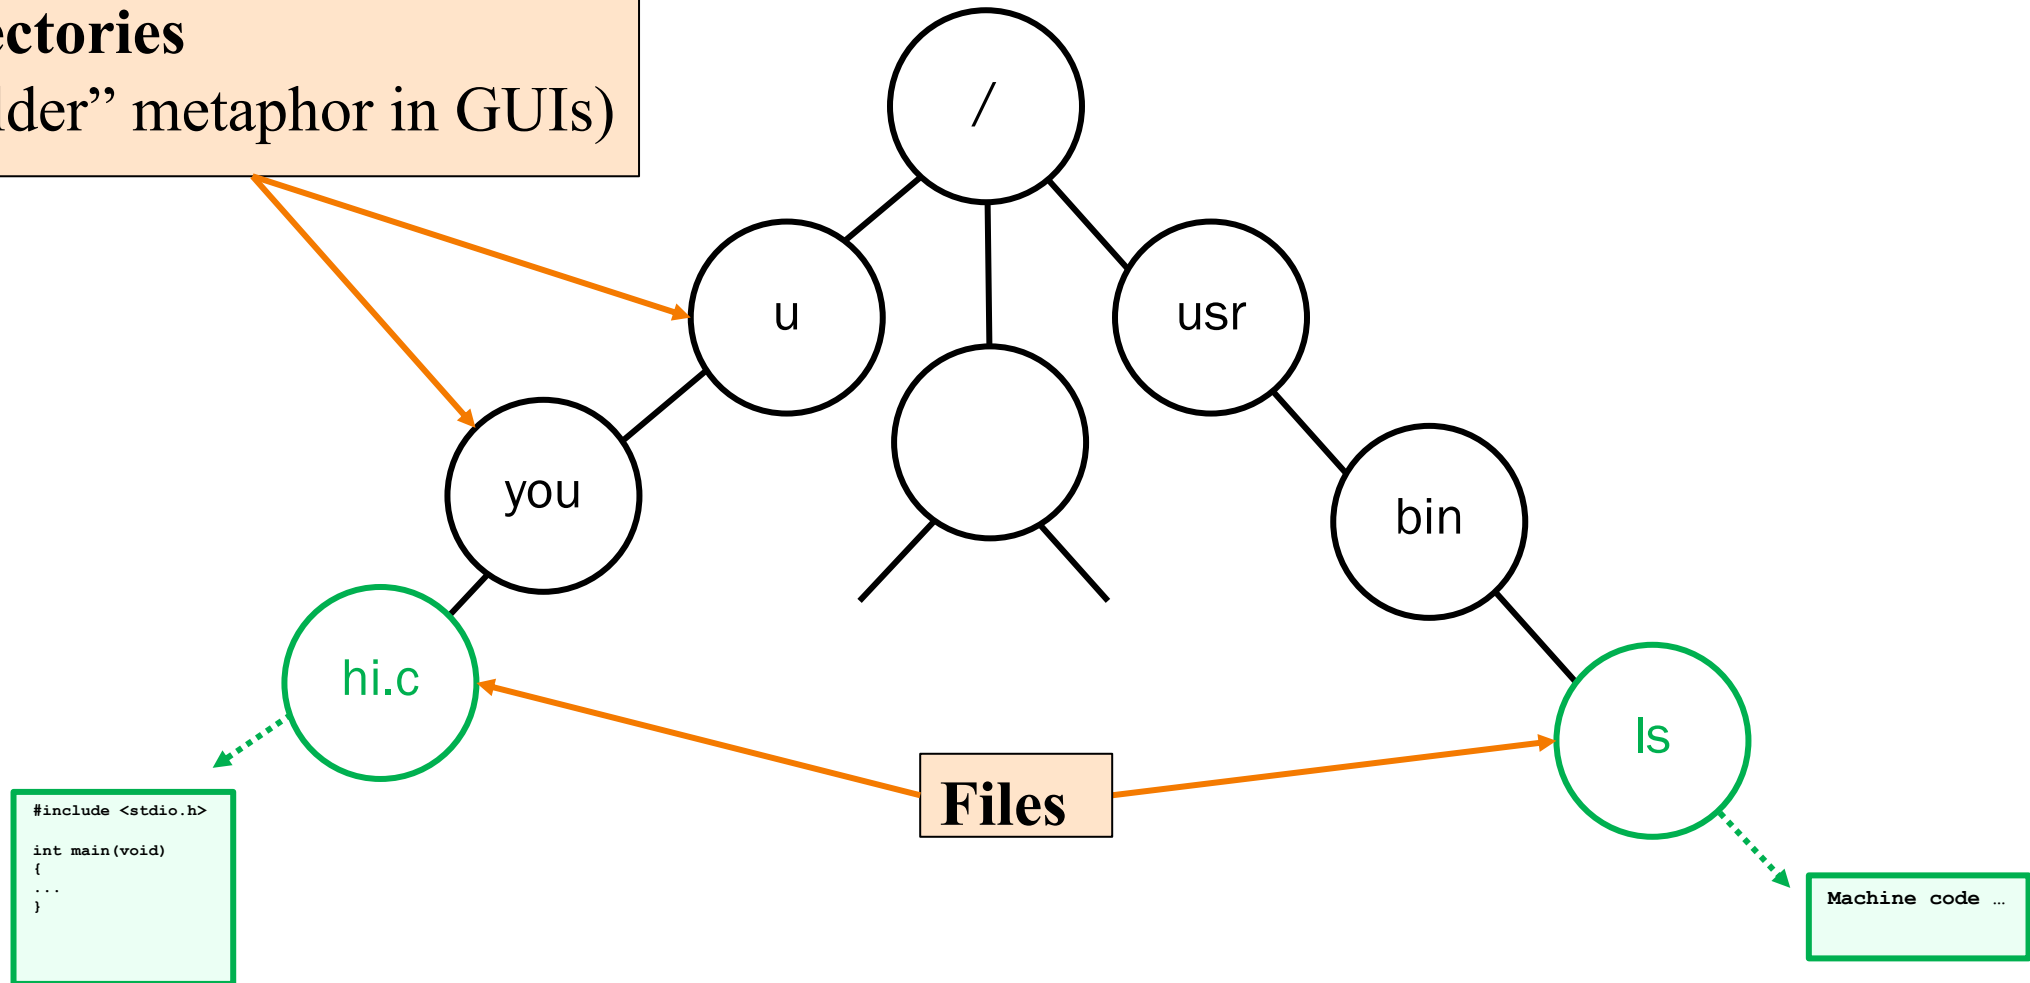 ectories
lder” metaphor in GUIs)
/
u
usr
you
bin
hi.c
ls
Files
#include <stdio.h>
int main(void)
{
...
}
Machine code …